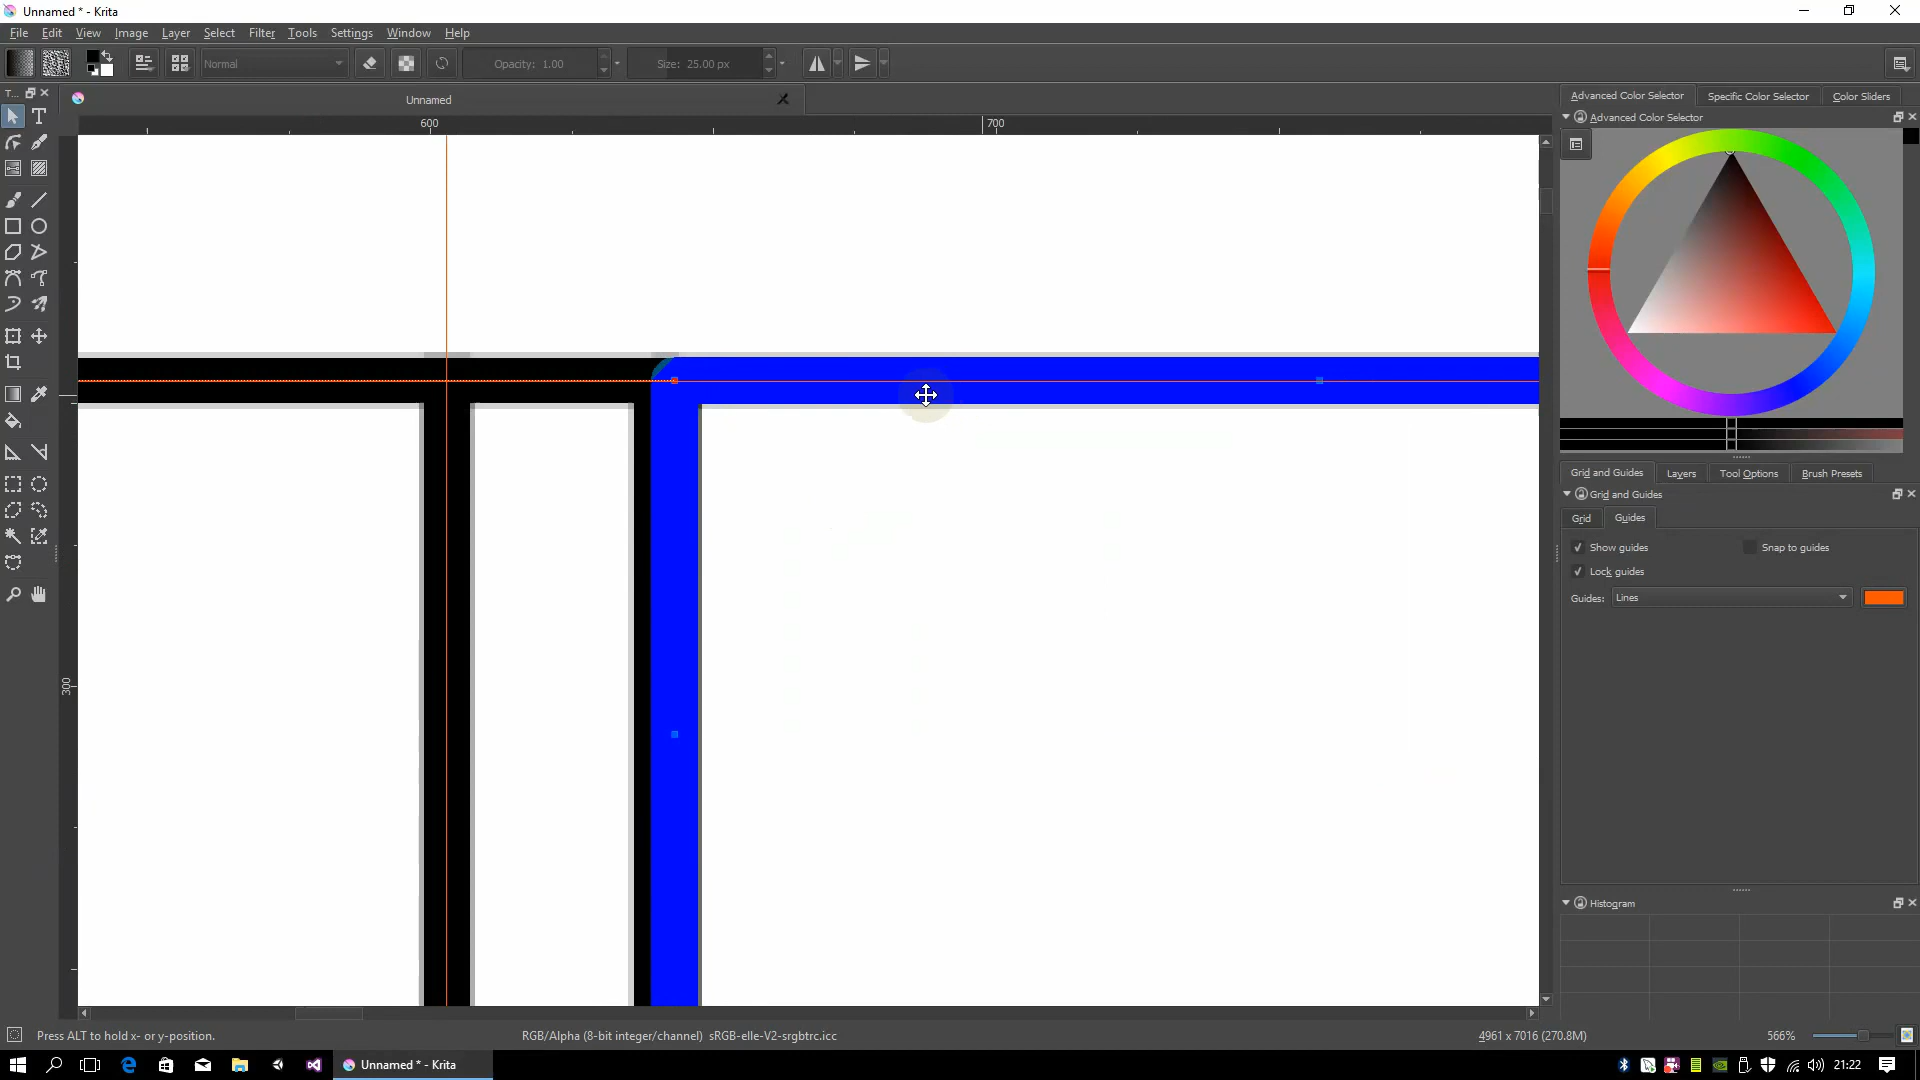 Unnamed * - Krita
File Edit View Image Layer Select Filter Tools Settings Window Help
Normal
Opacity: 1.00
Size: 25.00 px
T...
Unnamed
Advanced Color Selector
Specific Color Selector
Color Sliders
Advanced Color Selector
600
700
300
Grid and Guides
Layers
Tool Options
Brush Presets
Grid and Guides
Grid
Guides
Show guides
Snap to guides
Lock guides
Guides:
Lines
Histogram
Press ALT to hold x- or y-position.
RGB/Alpha (8-bit integer/channel) sRGB-elle-V2-srgbtrc.icc
4961 x 7016 (270.8M)
566%
Unnamed * - Krita
21:22